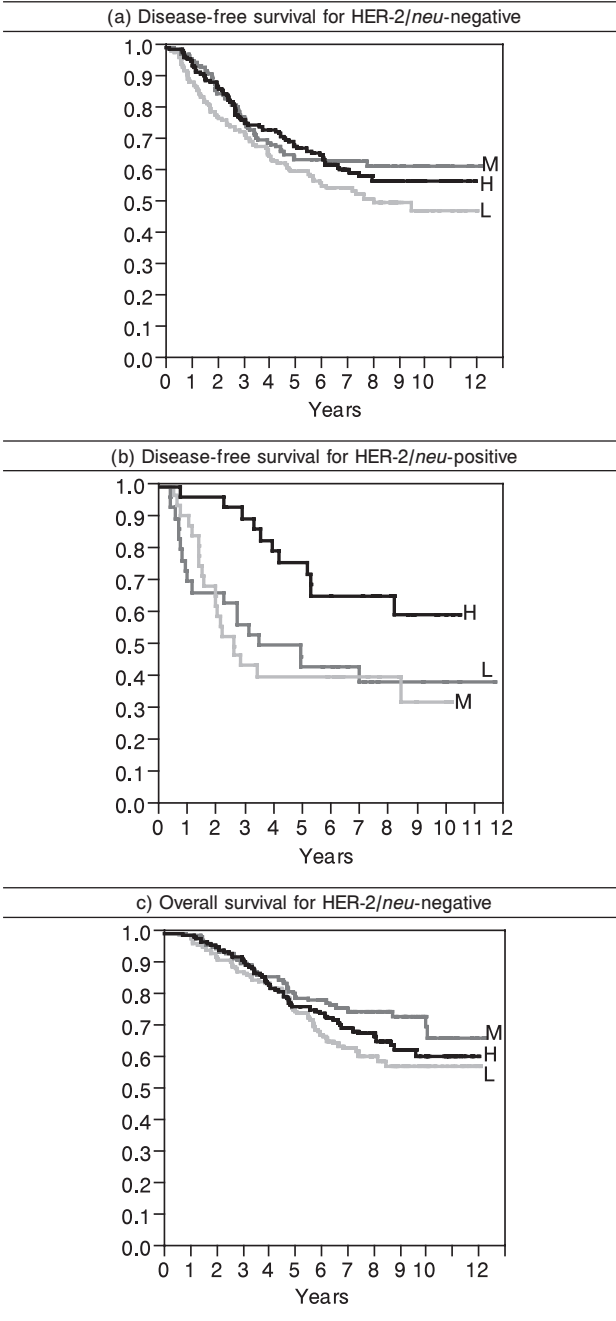 (a) Disease-free survival for HER-2/neu-negative
1.0
0.9
0.8
0.7
0.6
0.5
0.4
0.3
0.2
0.1
0.0
M
H
L
0 1 2 3 4 5 6 7 8 9 10 12
Years
(b) Disease-free survival for HER-2/neu-positive
1.0
0.9
0.8
0.7
0.6
0.5
0.4
0.3
0.2
0.1
0.0
H
L
M
0 1 2 3 4 5 6 7 8 9 10 11 12
Years
c) Overall survival for HER-2/neu-negative
1.0
0.9
0.8
0.7
0.6
0.5
0.4
0.3
0.2
0.1
0.0
M
H
L
0 1 2 3 4 5 6 7 8 9 10 12
Years